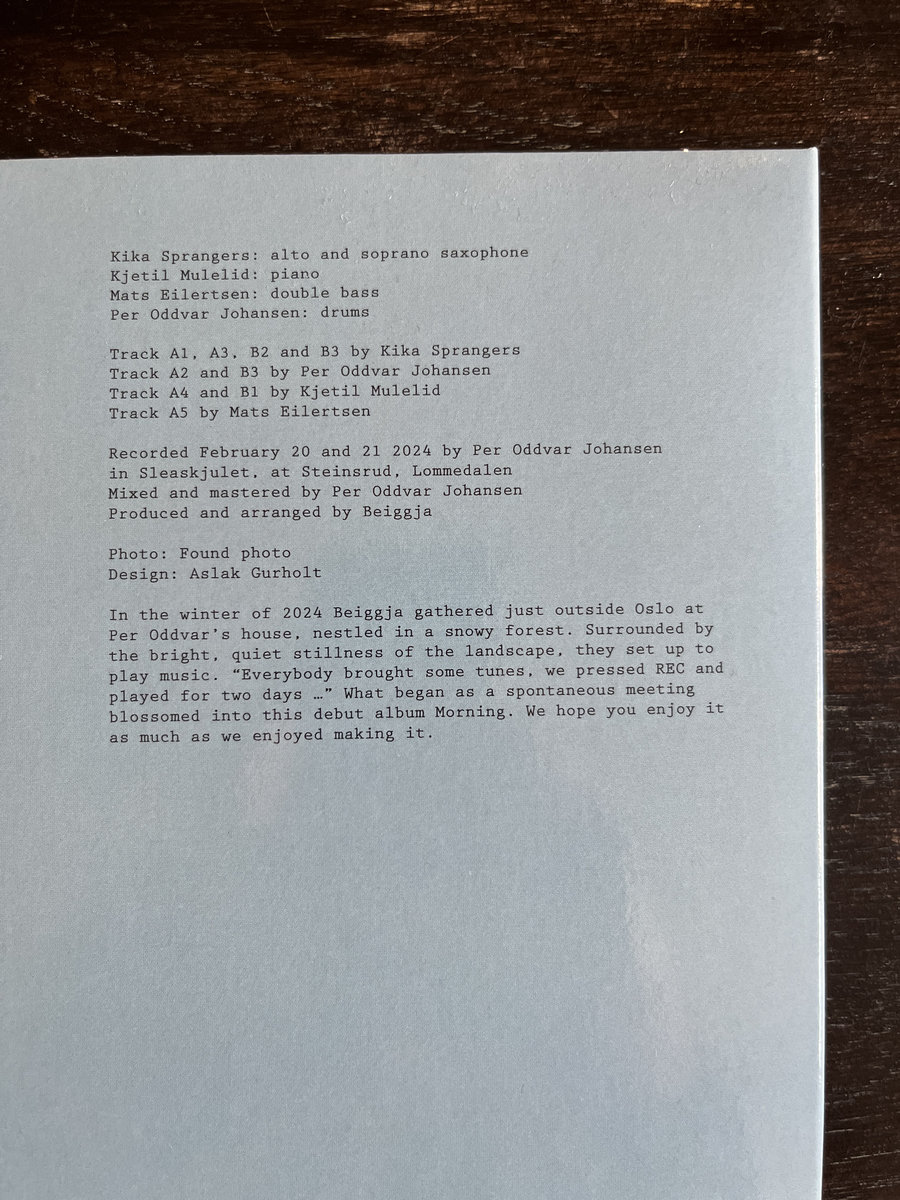 Kika Sprangers: alto and soprano saxophone
Kjetil Mulelid: piano
Mats Eilertsen: double bass
Per Oddvar Johansen: drums
Track A1, A3, B2 and B3 by Kika Sprangers
Track A2 and B3 by Per Oddvar Johansen
Track A4 and B1 by Kjetil Mulelid
Track A5 by Mats Eilertsen
Recorded February 20 and 21 2024 by Per Oddvar Johansen
in Sleaskjulet, at Steinsrud, Lommedalen
Mixed and mastered by Per Oddvar Johansen
Produced and arranged by Beiggja
Photo: Found photo
Design: Aslak Gurholt
In the winter of 2024 Beiggja gathered just outside Oslo at
Per Oddvar’s house, nestled in a snowy forest. Surrounded by
the bright, quiet stillness of the landscape, they set up to
play music. “Everybody brought some tunes, we pressed REC and
played for two days …” What began as a spontaneous meeting
blossomed into this debut album Morning. We hope you enjoy it
as much as we enjoyed making it.